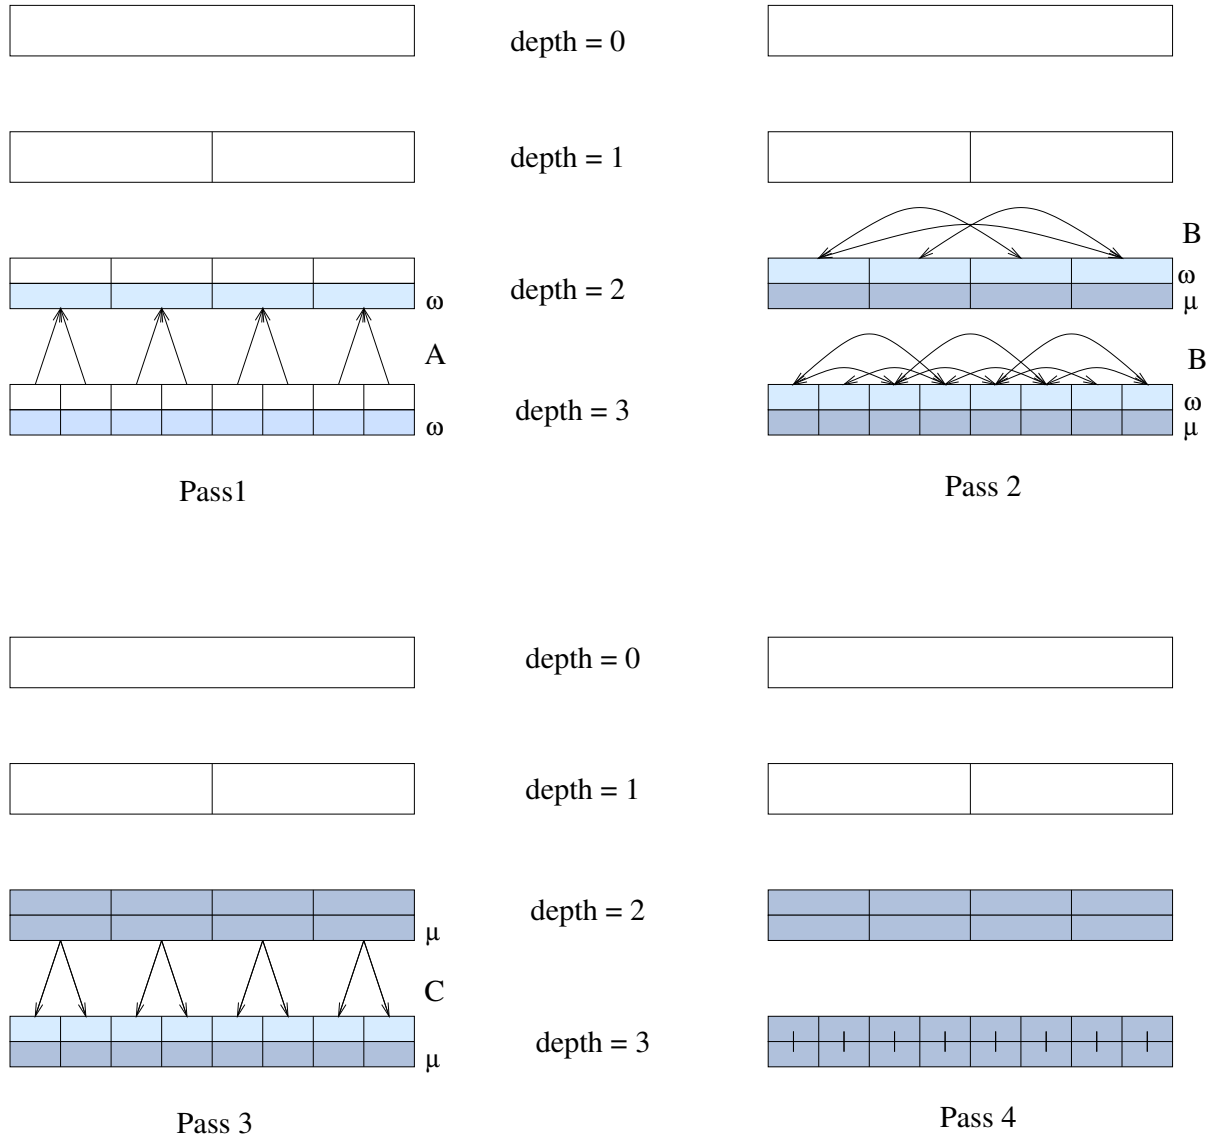 depth = 0
depth = 1
B
ω
depth = 2
ω
μ
A
B
ω
depth = 3
ω
μ
Pass1
Pass 2
depth = 0
depth = 1
depth = 2
μ
C
depth = 3
μ
Pass 3
Pass 4